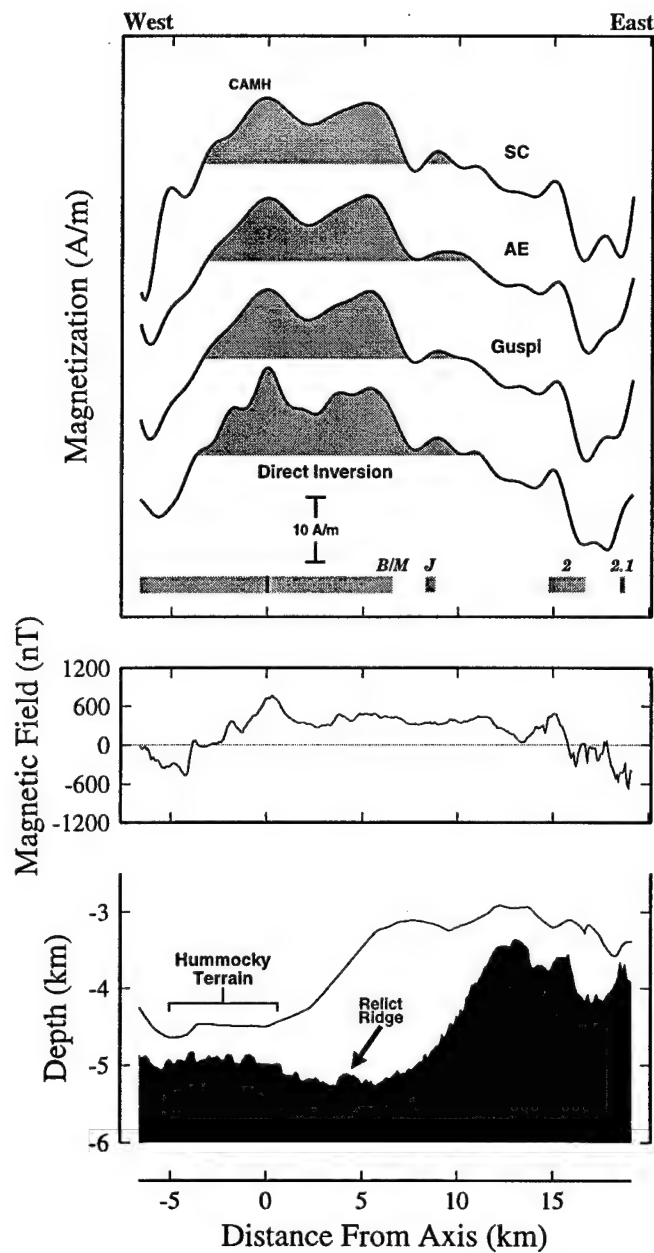 West East
CAMH
SC
AE
Guspi
Direct Inversion
10 A/m
B/M J 2 2.1
Magnetization (A/m)
1200
600
0
-600
-1200
Magnetic Field (nT)
-3
-4
-5
-6
Depth (km)
Hummocky
Terrain
Relict
Ridge
-5 0 5 10 15
Distance From Axis (km)